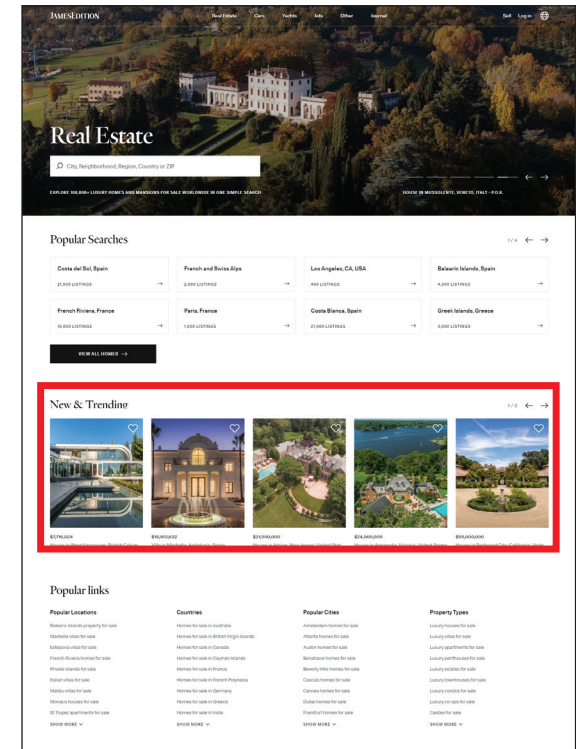 JAMESEDITION
Real Estate Cars Yachts Jets Other Journal
Sell Log in
Real Estate
City, Neighborhood, Region, Country or ZIP
EXPLORE 100,000+ LUXURY HOMES AND MANSIONS FOR SALE WORLDWIDE IN ONE SIMPLE SEARCH
HOUSE IN MUSSOLENTE, VENETO, ITALY - P.O.R.
Popular Searches
1 / 4
Costa del Sol, Spain French and Swiss Alps Los Angeles, CA, USA Balearic Islands, Spain
21,000 LISTINGS 2,000 LISTINGS 400 LISTINGS 4,000 LISTINGS
French Riviera, France Paris, France Costa Blanca, Spain Greek Islands, Greece
10,000 LISTINGS 1,000 LISTINGS 21,000 LISTINGS 3,000 LISTINGS
VIEW ALL HOMES
New & Trending
1 / 3
$7,716,024 $21,500,000 $24,900,000 $50,000,000
Popular links
Popular Locations Countries Popular Cities Property Types
Balearic Islands property for sale Homes for sale in Australia Amsterdam homes for sale Luxury houses for sale
Marbella villas for sale Homes for sale in British Virgin Islands Atlanta homes for sale Luxury villas for sale
Estepona villas for sale Homes for sale in Canada Austin homes for sale Luxury apartments for sale
French Riviera homes for sale Homes for sale in Cayman Islands Benahavis homes for sale Luxury penthouses for sale
Private islands for sale Homes for sale in France Beverly Hills homes for sale Luxury estates for sale
Italian villas for sale Homes for sale in French Polynesia Cascais homes for sale Luxury townhouses for sale
Malibu villas for sale Homes for sale in Germany Cannes homes for sale Luxury condos for sale
Monaco houses for sale Homes for sale in Greece Dubai homes for sale Luxury co-ops for sale
St Tropez apartments for sale Homes for sale in India Frankfurt homes for sale Castles for sale
SHOW MORE SHOW MORE SHOW MORE SHOW MORE